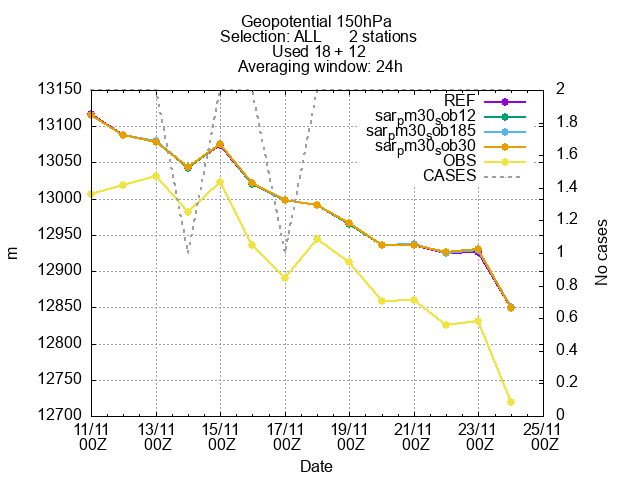 Geopotential 150hPa
Selection: ALL 2 stations
Used 18 + 12
Averaging window: 24h
13150
13100
13050
13000
12950
12900
12850
12800
12750
12700
m
2
1.8
1.6
1.4
1.2
1
0.8
0.6
0.4
0.2
0
No cases
REF
sarpm30sob12
sarpm30sob185
sarpm30sob30
OBS
CASES
11/11 13/11 15/11 17/11 19/11 21/11 23/11 25/11
00Z 00Z 00Z 00Z 00Z 00Z 00Z 00Z
Date